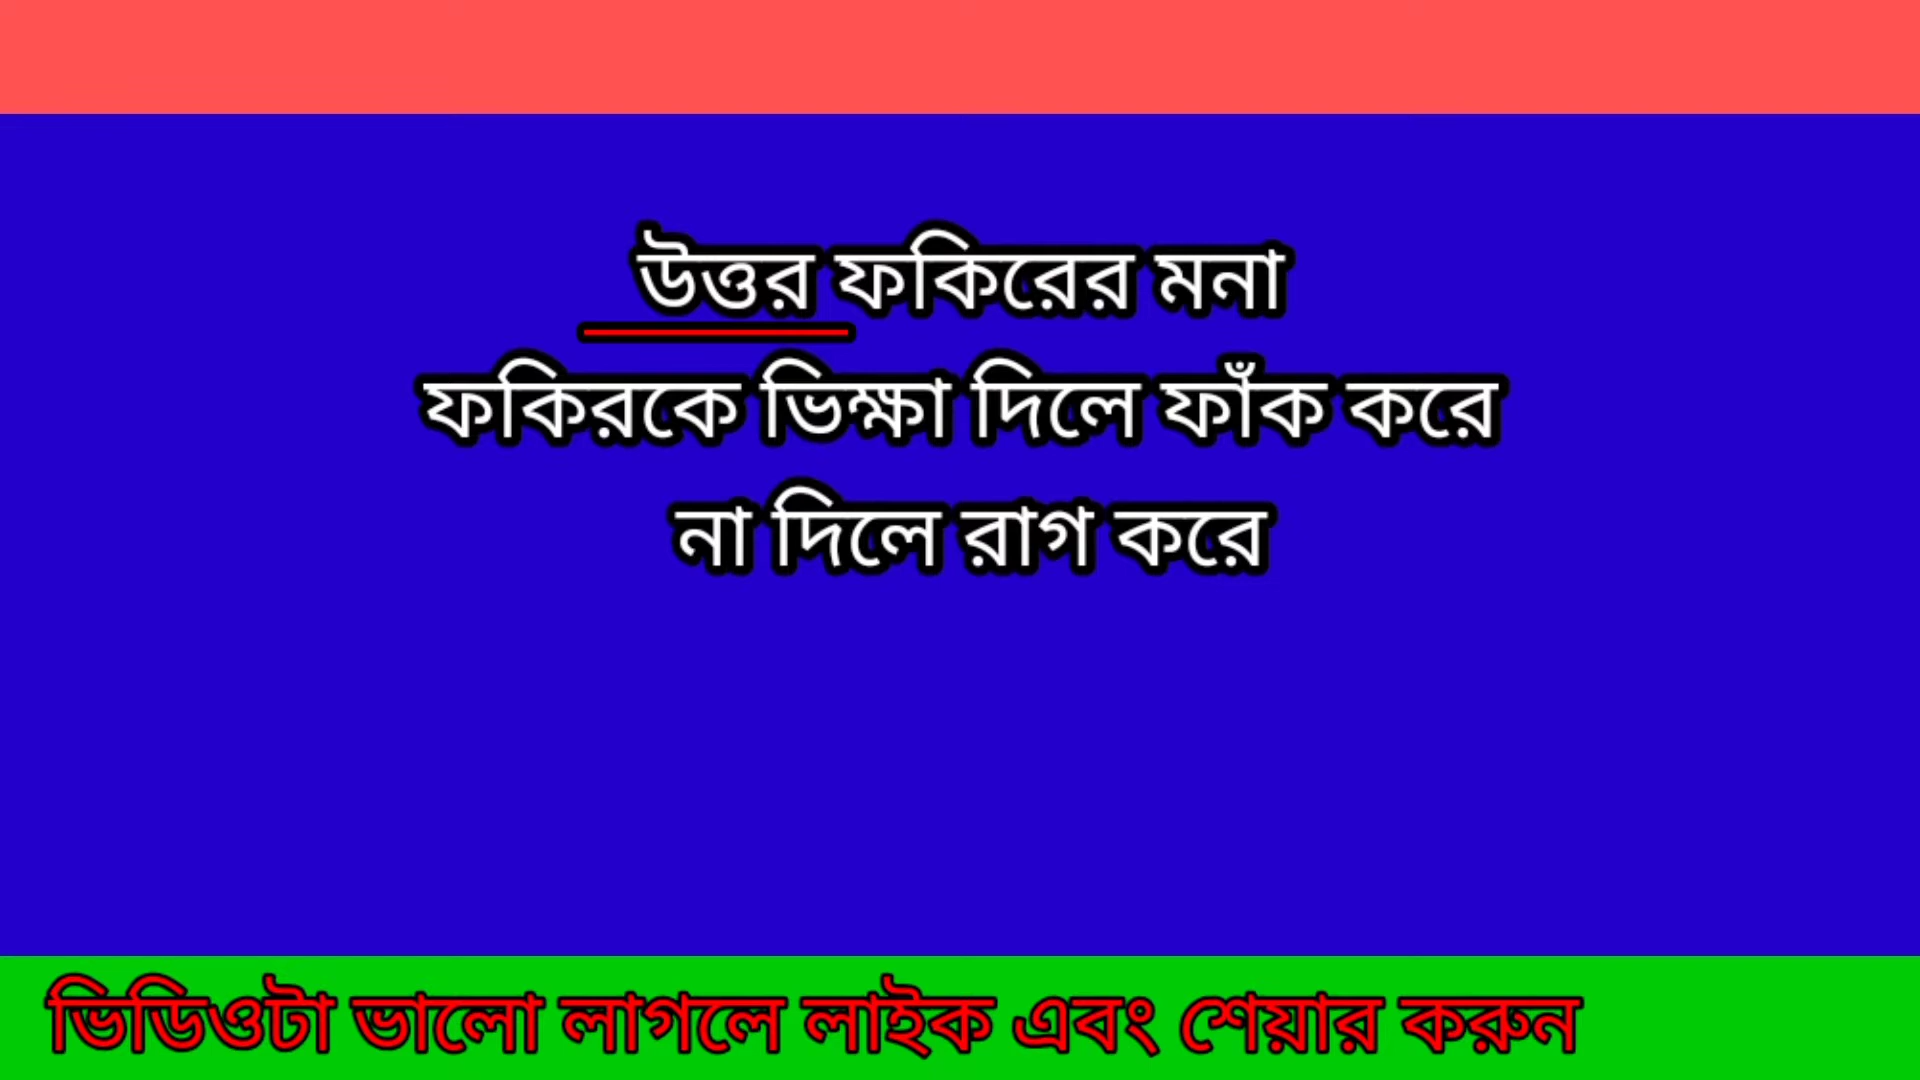 উত্তর ফকিরের মনা
ফকিরকে ভিক্ষা দিলে ফাঁক করে
না দিলে রাগ করে
ভিডিওটা ভালো লাগলে লাইক এবং শেয়ার করুন